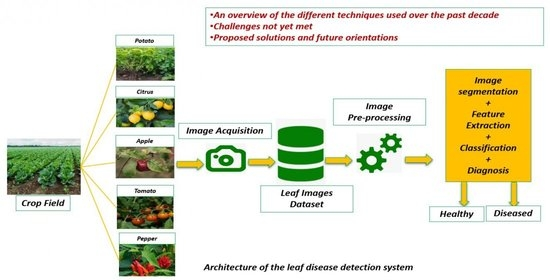 •An overview of the different techniques used over the past decade
•Challenges not yet met
•Proposed solutions and future orientations
Potato
Citrus
Apple
Tomato
Pepper
Crop Field
Image Acquisition
Leaf Images
Dataset
Image
Pre-processing
Image
segmentation
+
Feature
Extraction
+
Classification
+
Diagnosis
Healthy
Diseased
Architecture of the leaf disease detection system